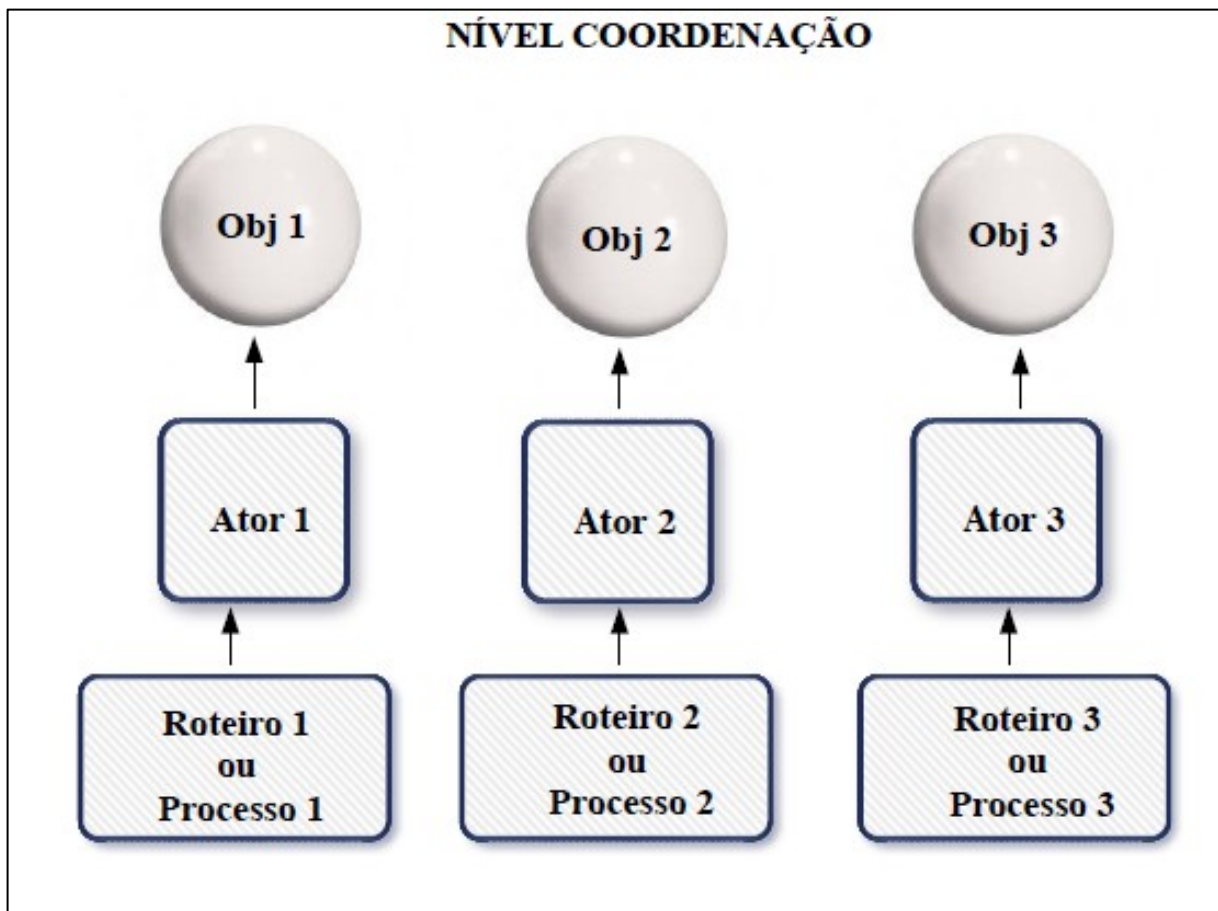 NÍVEL COORDENAÇÃO
Obj 1
Obj 2
Obj 3
Ator 1
Ator 2
Ator 3
Roteiro 1
ou
Processo 1
Roteiro 2
ou
Processo 2
Roteiro 3
ou
Processo 3